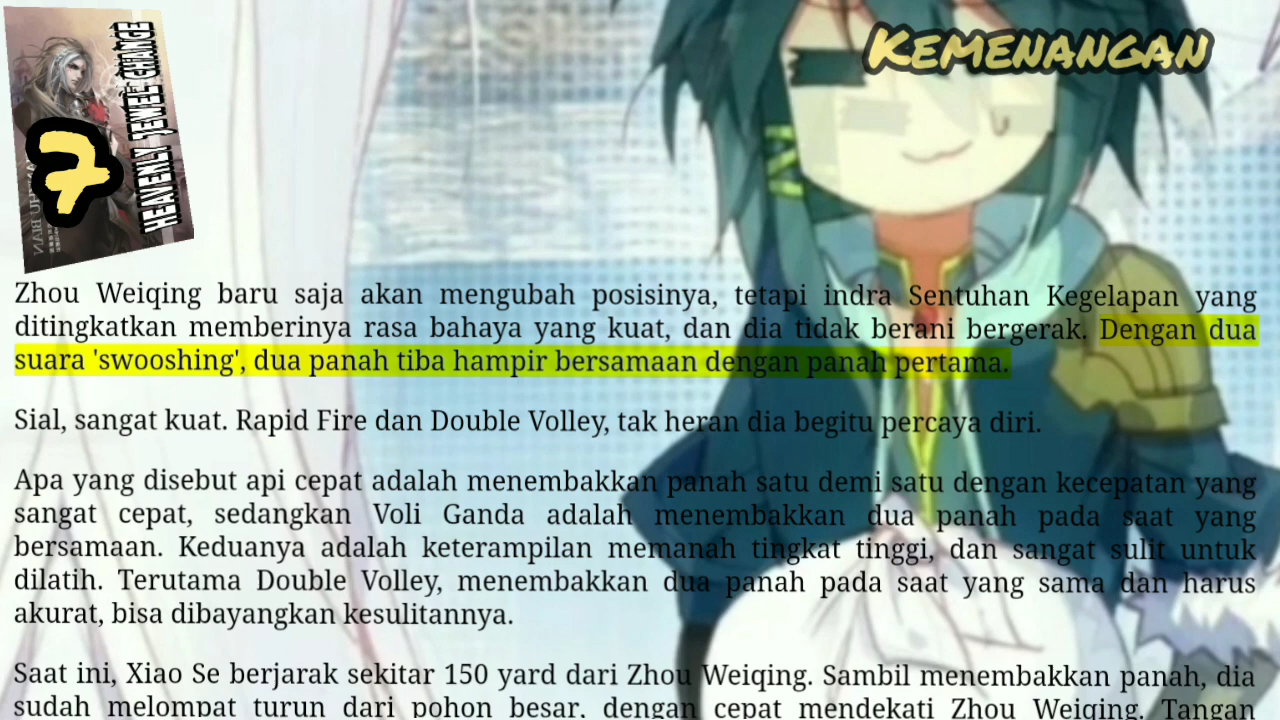 Kemenangan
HEAVENLY JEWEL CHANGE
7
Zhou Weiqing baru saja akan mengubah posisinya, tetapi indra Sentuhan Kegelapan yang
ditingkatkan memberinya rasa bahaya yang kuat, dan dia tidak berani bergerak. Dengan dua
suara 'swooshing', dua panah tiba hampir bersamaan dengan panah pertama.
Sial, sangat kuat. Rapid Fire dan Double Volley, tak heran dia begitu percaya diri.
Apa yang disebut api cepat adalah menembakkan panah satu demi satu dengan kecepatan yang
sangat cepat, sedangkan Voli Ganda adalah menembakkan dua panah pada saat yang
bersamaan. Keduanya adalah keterampilan memanah tingkat tinggi, dan sangat sulit untuk
dilatih. Terutama Double Volley, menembakkan dua panah pada saat yang sama dan harus
akurat, bisa dibayangkan kesulitannya.
Saat ini, Xiao Se berjarak sekitar 150 yard dari Zhou Weiqing. Sambil menembakkan panah, dia
sudah melompat turun dari pohon besar, dengan cepat mendekati Zhou Weiqing. Tangan